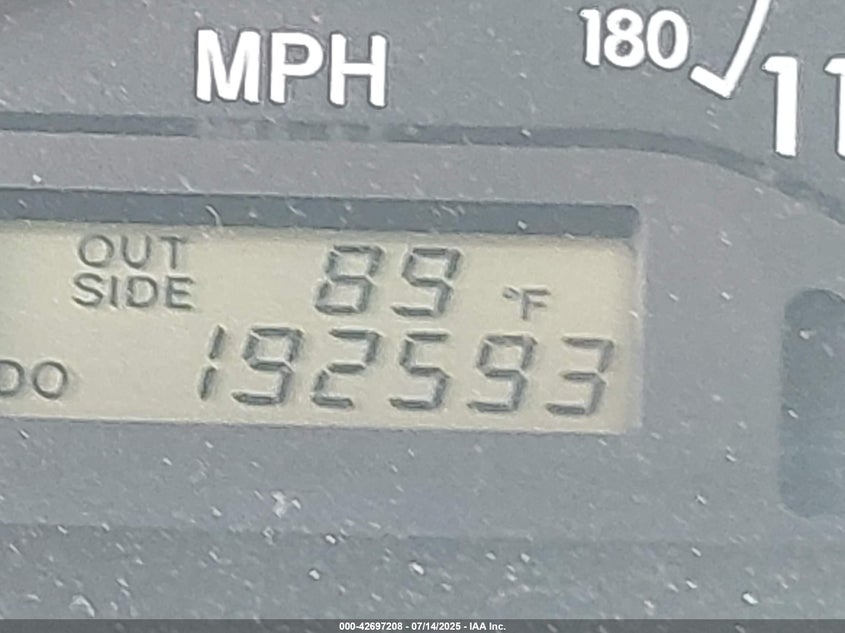 MPH
180
11
OUT
SIDE
89 °F
DO 192593
000-42697208 - 07/14/2025 - IAA Inc.